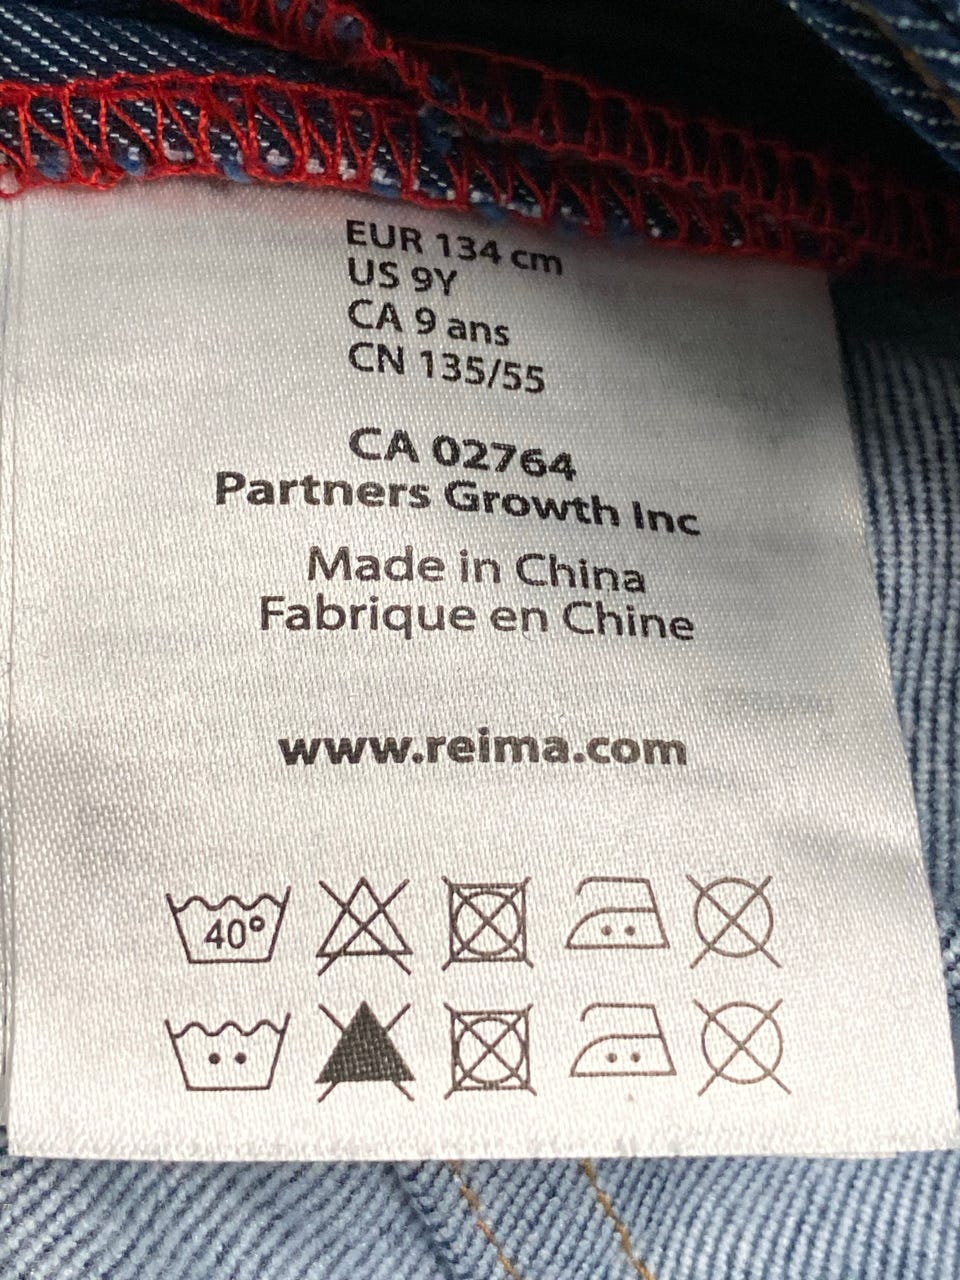 EUR 134 cm
US 9Y
CA 9 ans
CN 135/55
CA 02764
Partners Growth Inc
Made in China
Fabrique en Chine
www.reima.com
40°